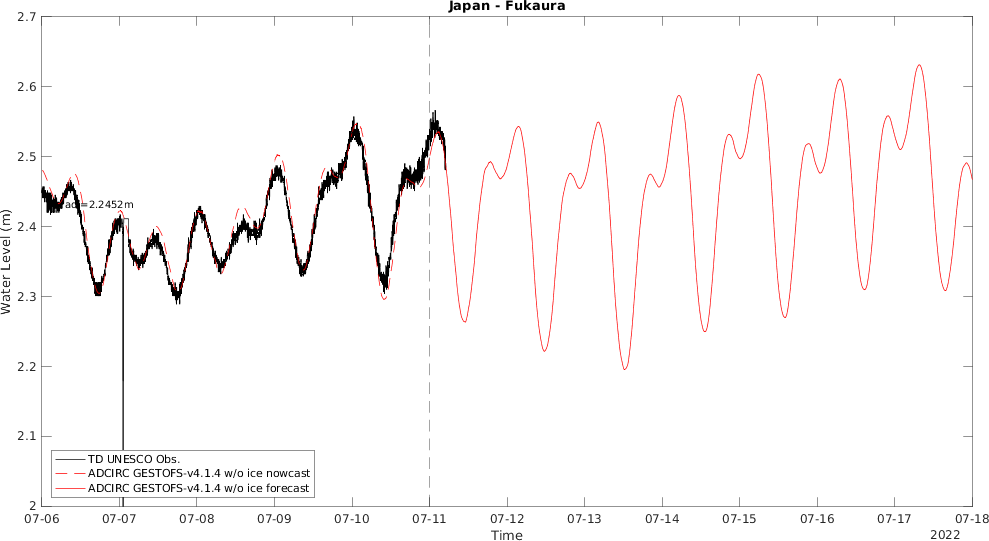 Japan - Fukaura
2.7
2.6
2.5
2.4
2.3
2.2
2.1
2
Water Level (m)
=2.2452m
TD UNESCO Obs.
ADCIRC GESTOFS-v4.1.4 w/o ice nowcast
ADCIRC GESTOFS-v4.1.4 w/o ice forecast
07-06 07-07 07-08 07-09 07-10 07-11 07-12 07-13 07-14 07-15 07-16 07-17 07-18
Time
2022